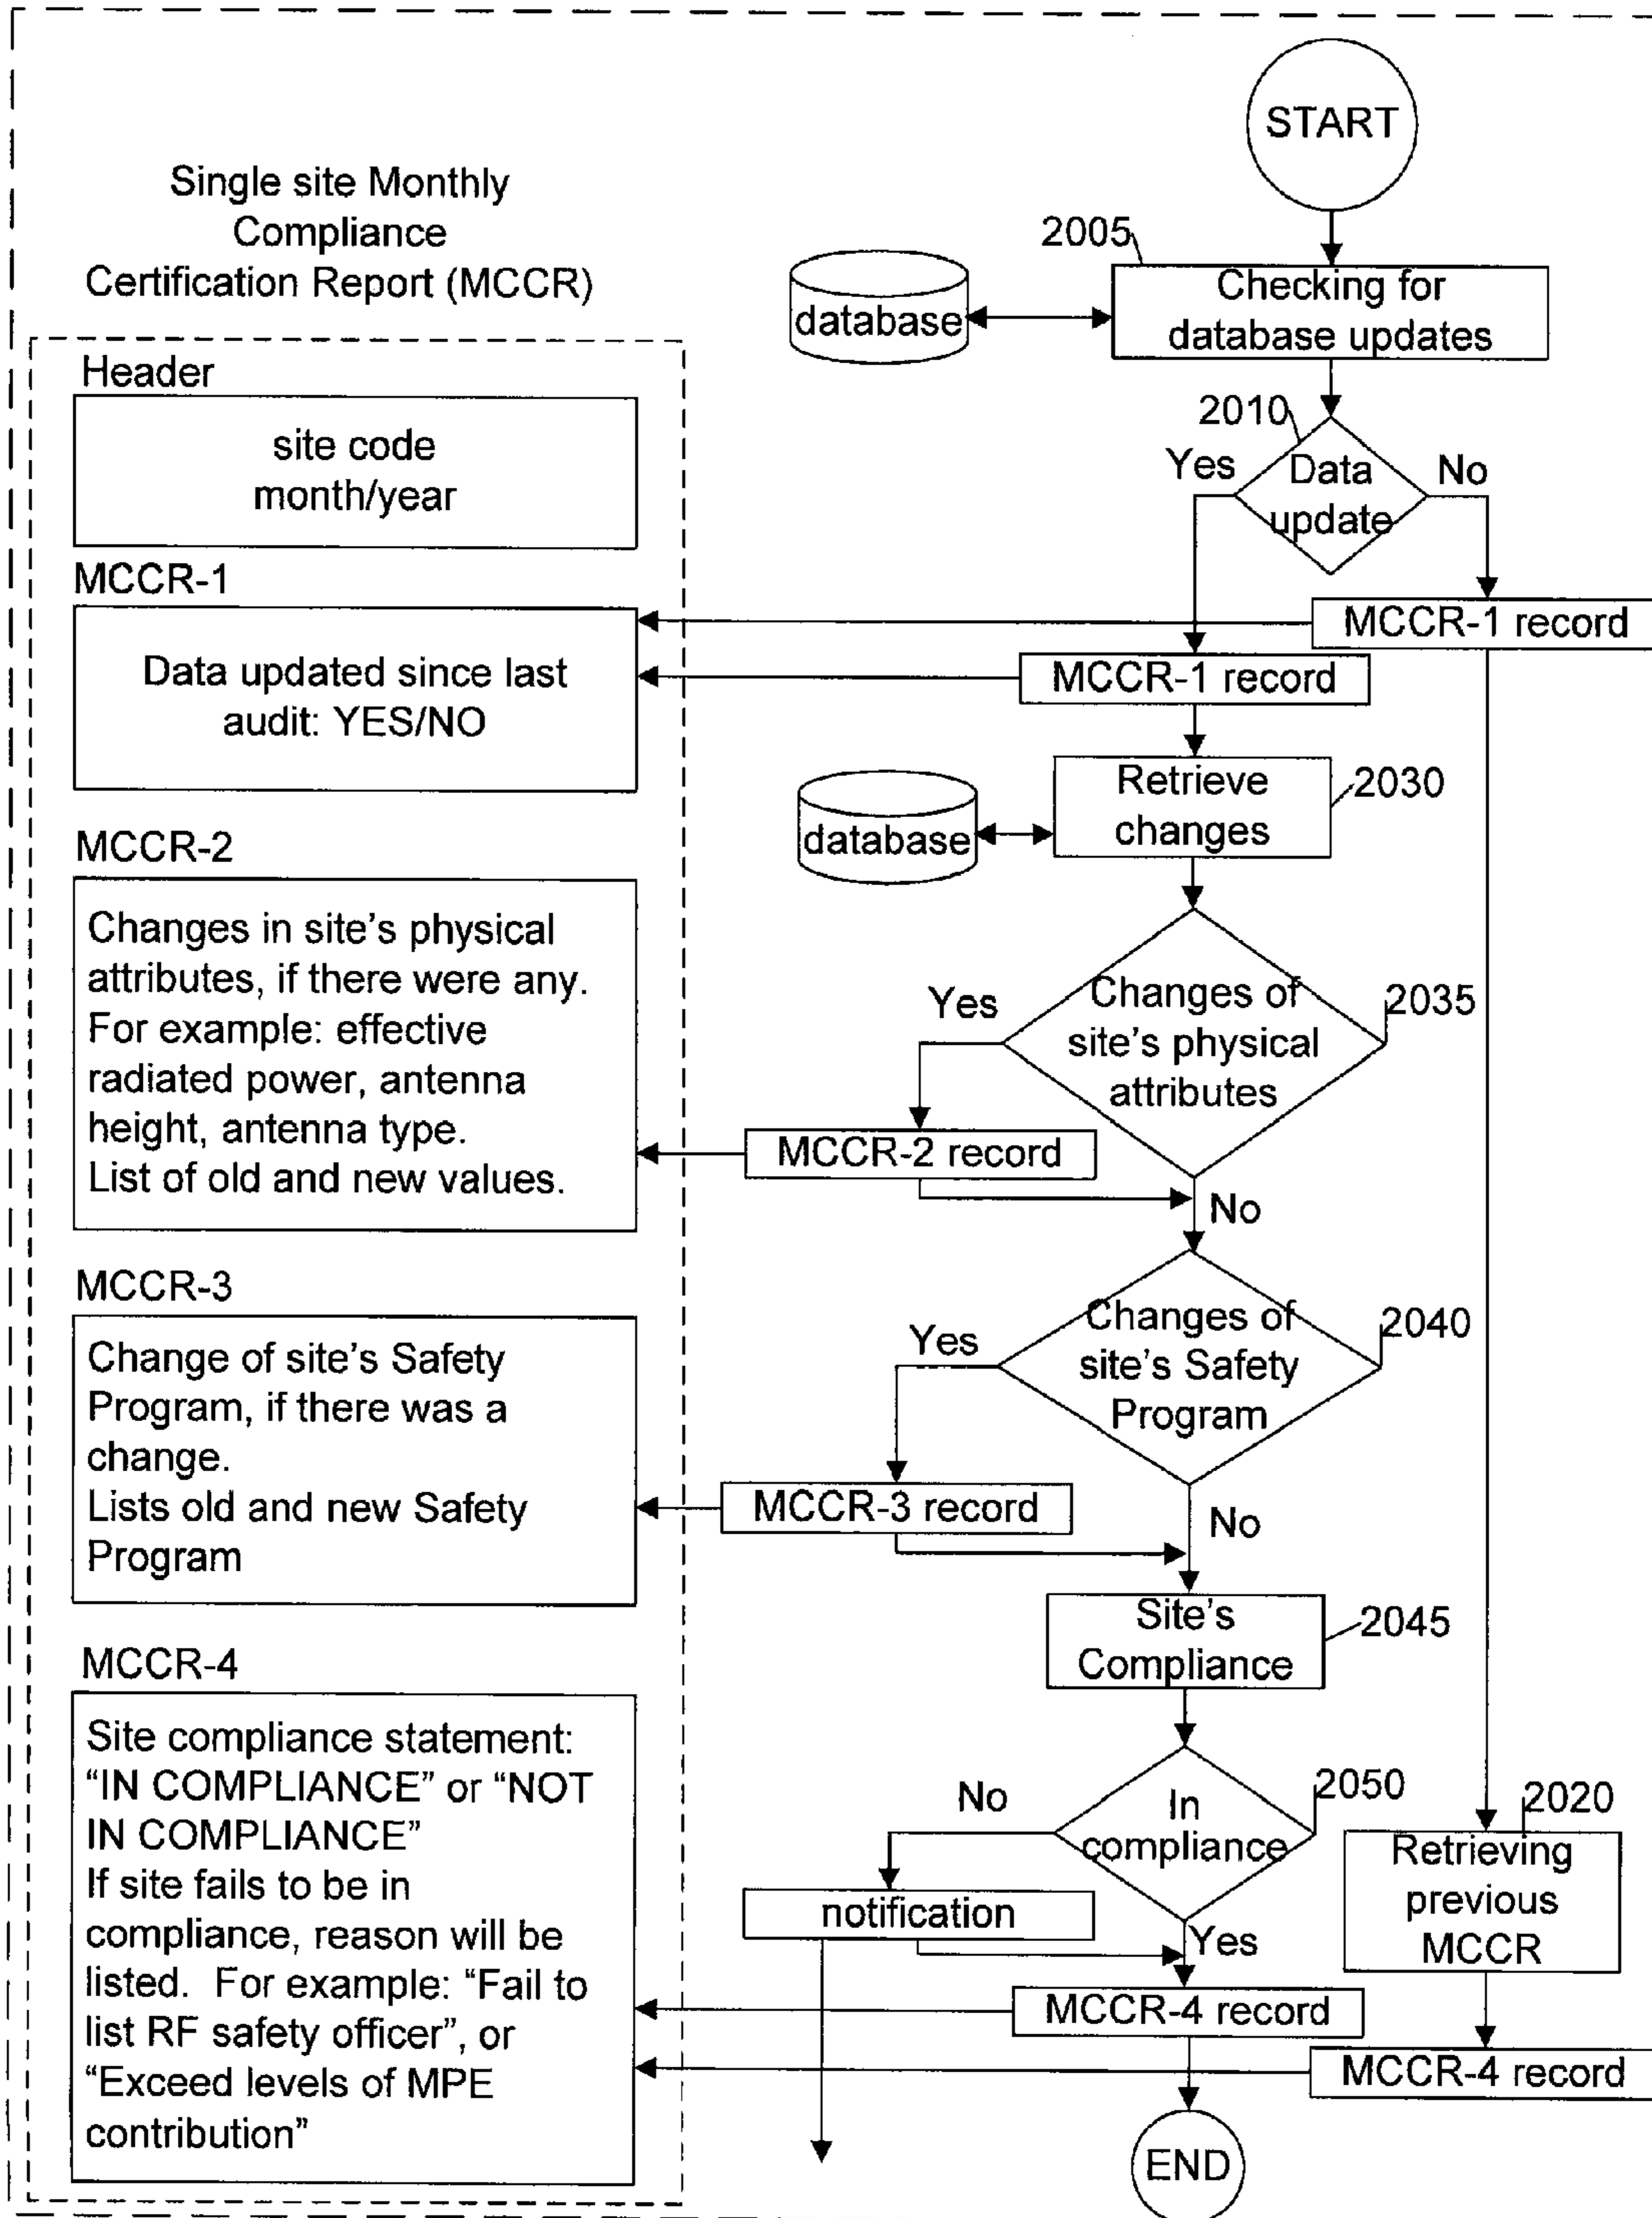 Single site Monthly
Compliance
Certification Report (MCCR)
Header
site code
month/year
MCCR-1
Data updated since last
audit: YES/NO
MCCR-2
Changes in site's physical
attributes, if there were any.
For example: effective
radiated power, antenna
height, antenna type.
List of old and new values.
MCCR-3
Change of site's Safety
Program, if there was a
change.
Lists old and new Safety
Program
MCCR-4
Site compliance statement:
“IN COMPLIANCE” or “NOT
IN COMPLIANCE”
If site fails to be in
compliance, reason will be
listed. For example: “Fail to
list RF safety officer”, or
“Exceed levels of MPE
contribution”
START
2005
database
Checking for
database updates
2010
Yes
Data
update
No
MCCR-1 record
MCCR-1 record
Retrieve
changes
2030
database
Yes
Changes of
site's physical
attributes
2035
MCCR-2 record
No
Yes
Changes of
site's Safety
Program
2040
MCCR-3 record
No
Site's
Compliance
2045
No
In
compliance
2050
2020
Retrieving
previous
MCCR
notification
Yes
MCCR-4 record
MCCR-4 record
END